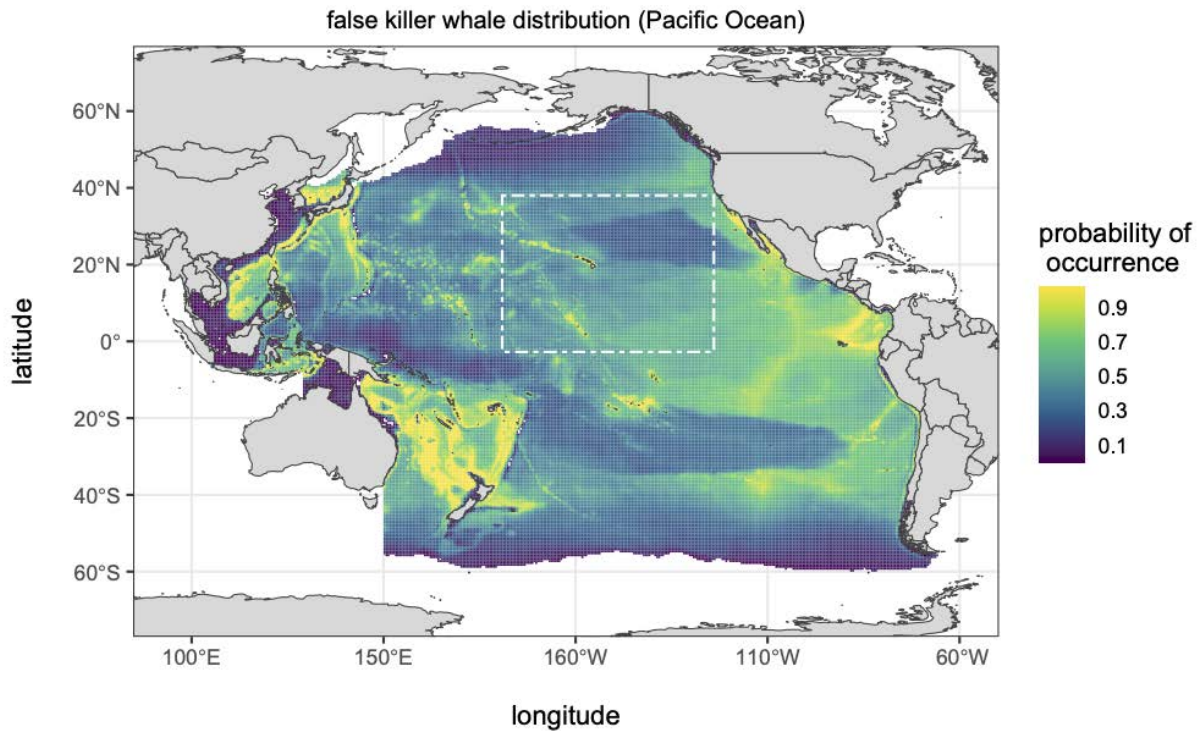 false killer whale distribution (Pacific Ocean)
60°N
40°N
20°N
0°
20°S
40°S
60°S
latitude
100°E 150°E 160°W 110°W 60°W
longitude
probability of
occurrence
0.9
0.7
0.5
0.3
0.1